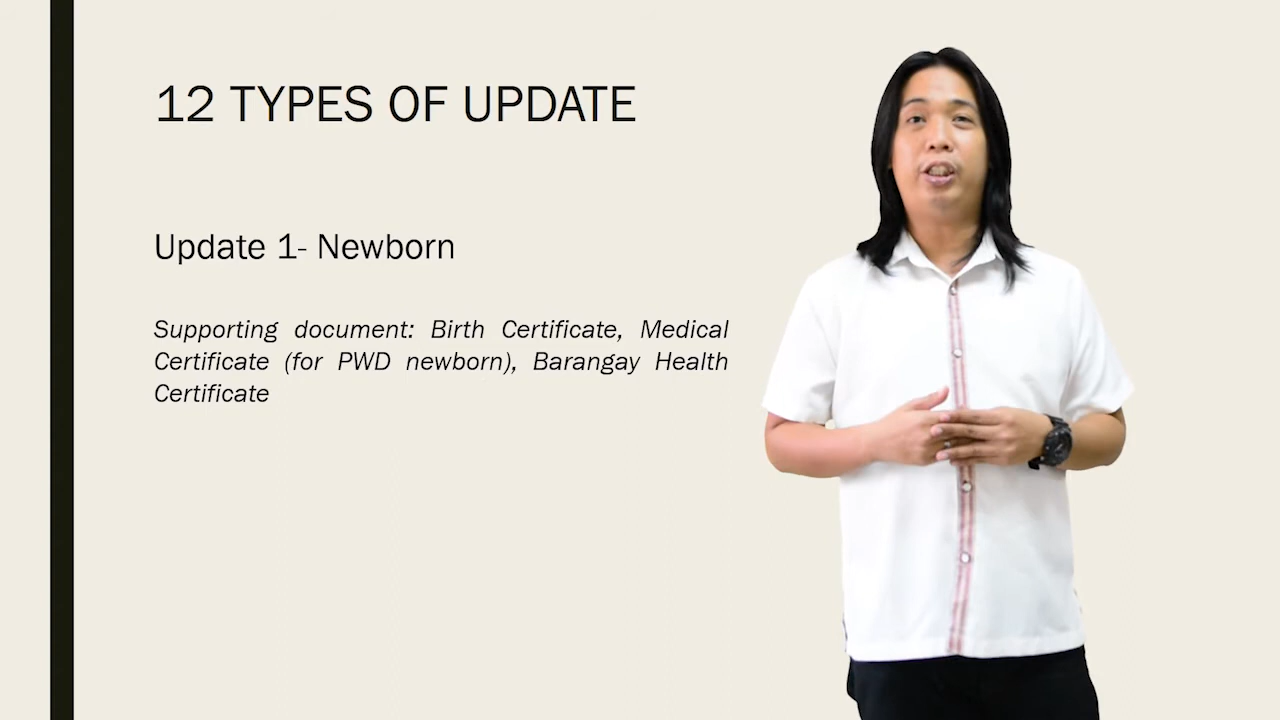 12 TYPES OF UPDATE
Update 1- Newborn
Supporting document: Birth Certificate, Medical
Certificate (for PWD newborn), Barangay Health
Certificate